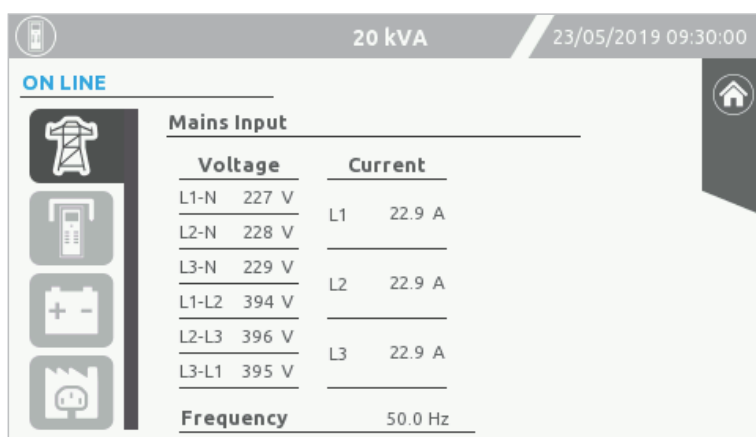 20 kVA 23/05/2019 09:30:00
ON LINE
Mains Input
Voltage Current
L1-N 227 V
L1 22.9 A
L2-N 228 V
L3-N 229 V
L2 22.9 A
L1-L2 394 V
L2-L3 396 V
L3 22.9 A
L3-L1 395 V
Frequency 50.0 Hz